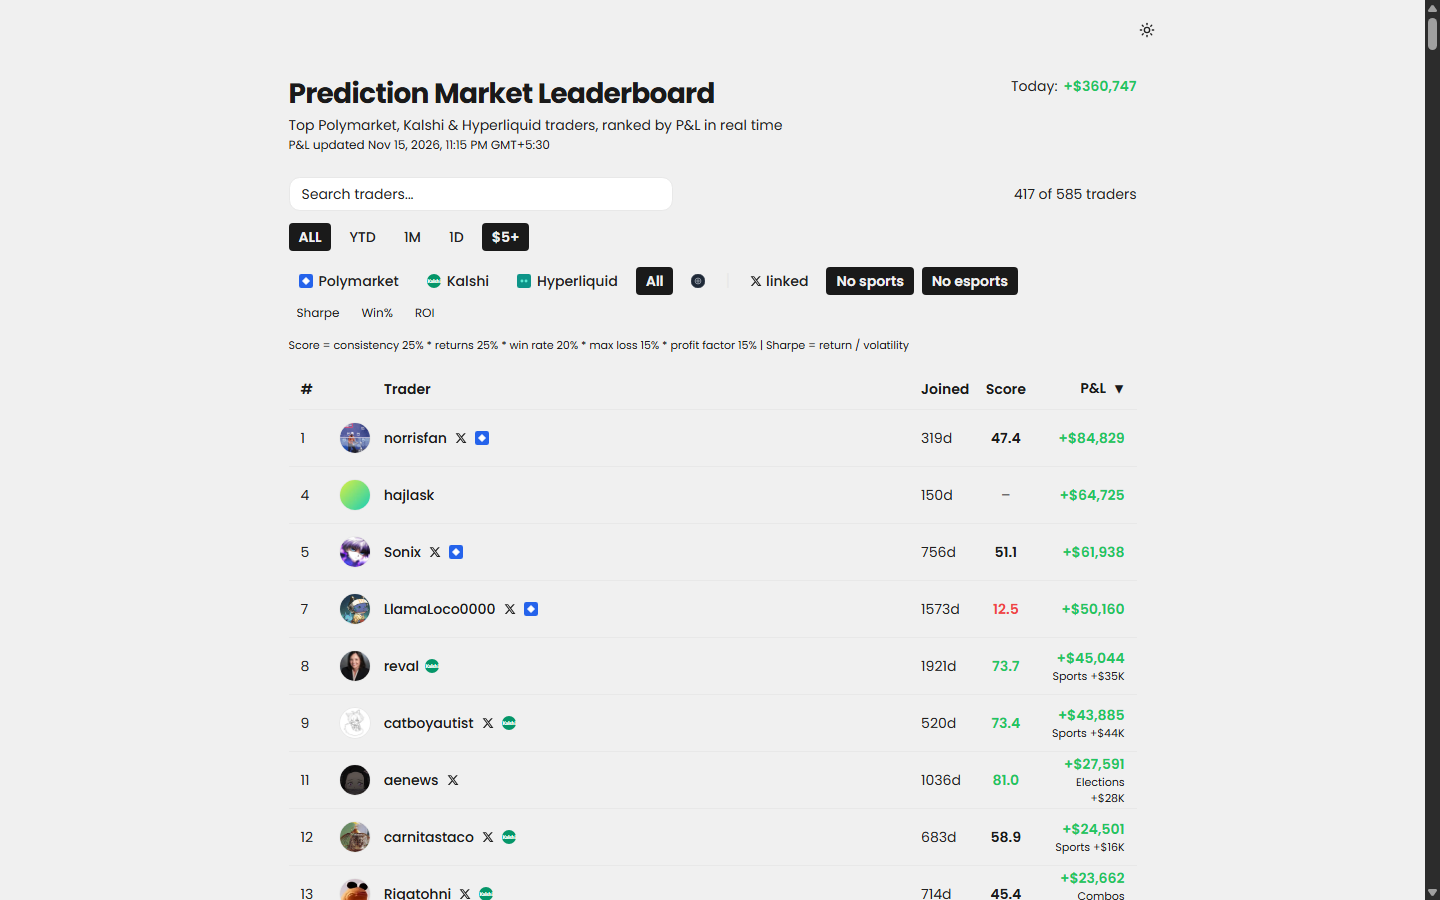 Prediction Market Leaderboard
Today: +$360,747
Top Polymarket, Kalshi & Hyperliquid traders, ranked by P&L in real time
P&L updated Nov 15, 2026, 11:15 PM GMT+5:30
Search traders...
417 of 585 traders
ALL YTD 1M 1D $5+
Polymarket Kalshi Hyperliquid All X linked No sports No esports
Sharpe Win% ROI
Score = consistency 25% * returns 25% * win rate 20% * max loss 15% * profit factor 15% | Sharpe = return / volatility
# Trader Joined Score P&L ▼
1 norrisfan X 319d 47.4 +$84,829
4 hajlask 150d – +$64,725
5 Sonix X 756d 51.1 +$61,938
7 LlamaLoco0000 X 1573d 12.5 +$50,160
8 reval Kalshi 1921d 73.7 +$45,044
Sports +$35K
9 catboyautist X Kalshi 520d 73.4 +$43,885
Sports +$44K
11 aenews X 1036d 81.0 +$27,591
Elections
+$28K
12 carnitastaco X Kalshi 683d 58.9 +$24,501
Sports +$16K
13 Rigatohni X Kalshi 714d 45.4 +$23,662
Combos